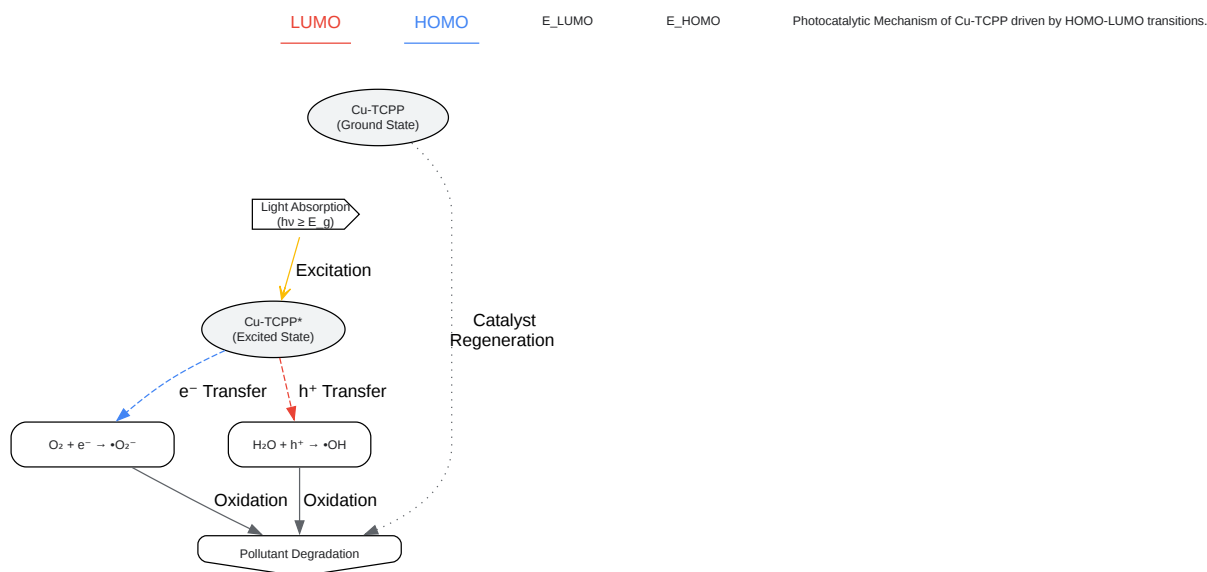 LUMO
HOMO
E_LUMO
E_HOMO
Photocatalytic Mechanism of Cu-TCPP driven by HOMO-LUMO transitions.
Cu-TCPP
(Ground State)
Light Absorption
(hν ≥ E_g)
Excitation
Cu-TCPP*
(Excited State)
Catalyst
Regeneration
e⁻ Transfer
h⁺ Transfer
O₂ + e⁻ → •O₂⁻
H₂O + h⁺ → •OH
Oxidation
Oxidation
Pollutant Degradation